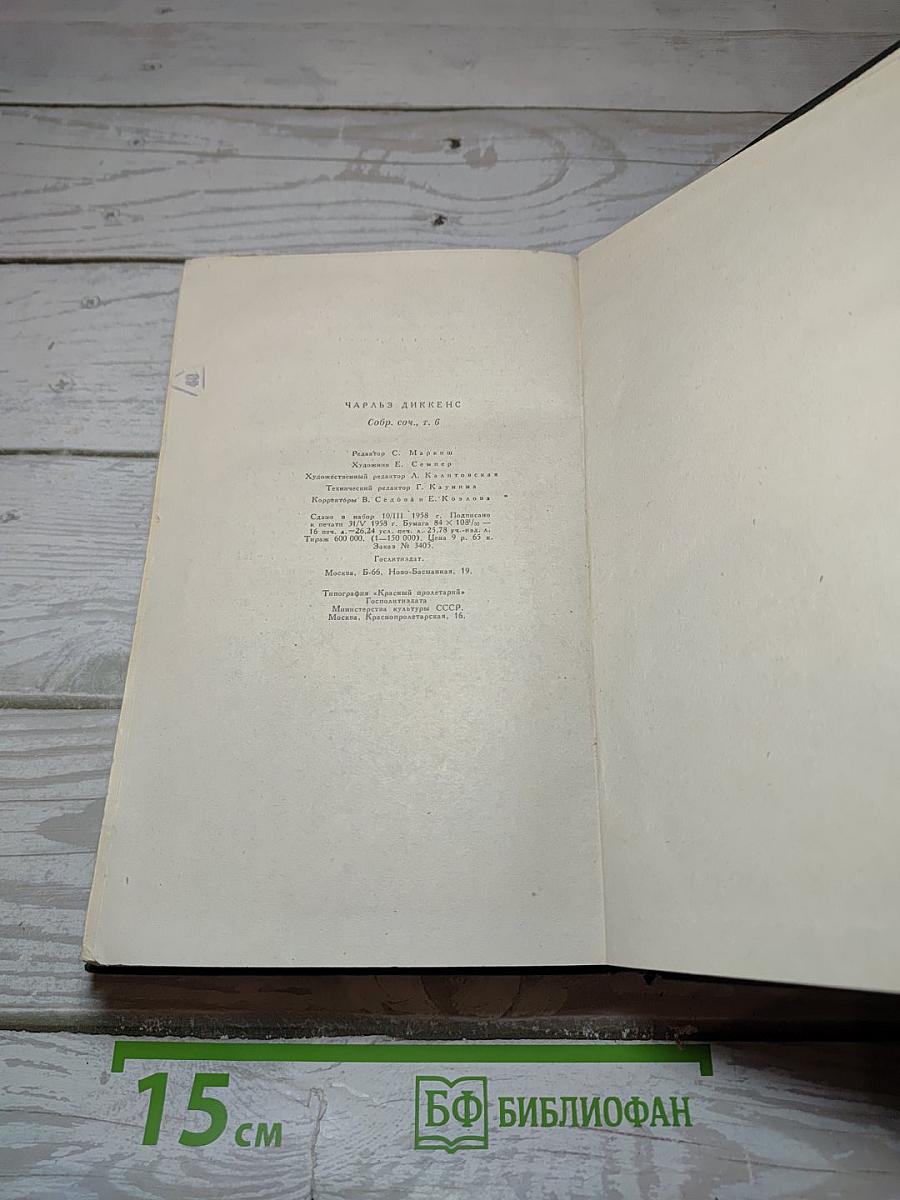 ЧАРЛЬЗ ДИККЕНС
Собр. соч., т. 6
Редактор С. Маркиш
Художник Е. Семпер
Художественный редактор Л. Калитовская
Технический редактор Г. Каунина
Корректоры В. Седова и Е. Козлова
Сдано в набор 10/III 1958 г. Подписано
к печати 31/V 1958 г. Бумага 84 × 108¹/₃₂ —
16 печ. л.=26,24 усл. печ. л. 25,78 уч.-изд. л.
Тираж 600 000. (1—150 000). Цена 9 р. 65 к.
Заказ № 3405.
Гослитиздат.
Москва, Б-66, Ново-Басманная, 19.
Типография «Красный пролетарий»
Госполитиздата
Министерства культуры СССР.
Москва, Краснопролетарская, 16.
15 см
БФ БИБЛИОФАН